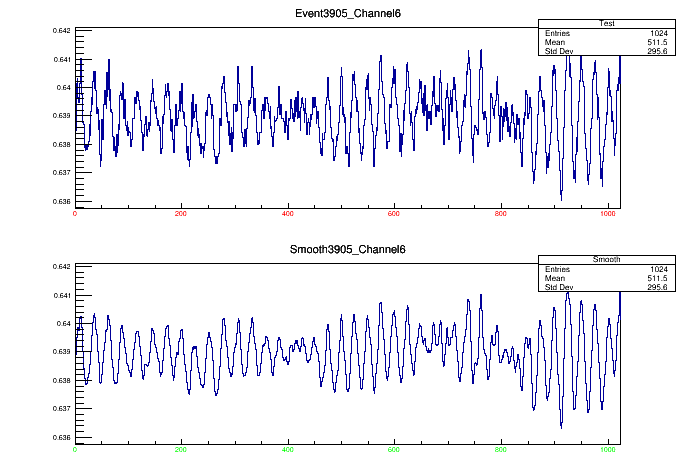 Event3905_Channel6
Test
Entries 1024
Mean 511.5
Std Dev 295.6
0.642
0.641
0.64
0.639
0.638
0.637
0.636
0 200 400 600 800 1000
Smooth3905_Channel6
Smooth
Entries 1024
Mean 511.5
Std Dev 295.6
0.642
0.641
0.64
0.639
0.638
0.637
0.636
0 200 400 600 800 1000